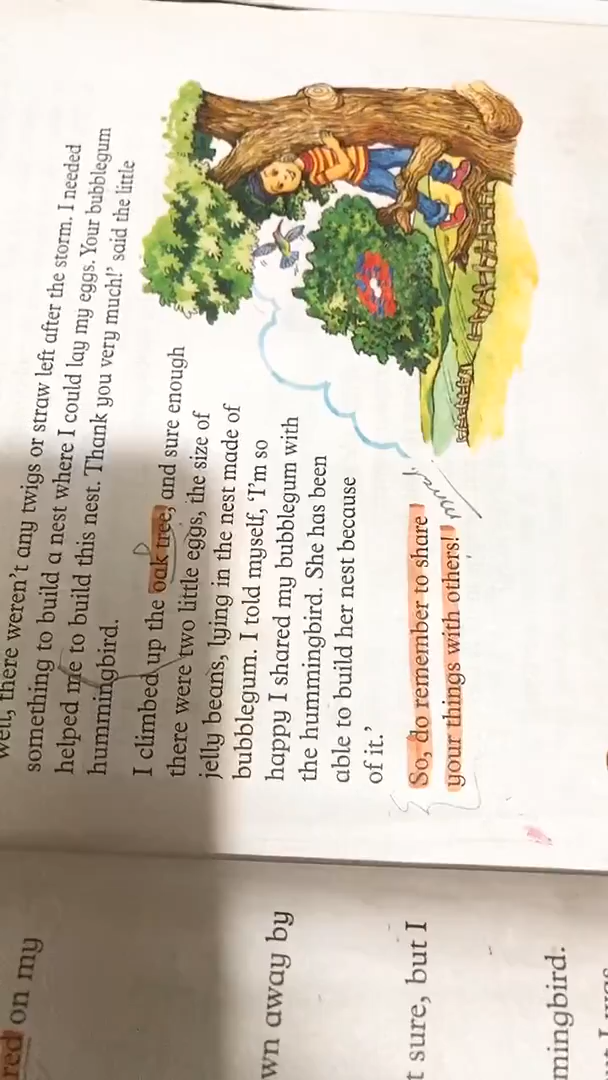 well, there weren't any twigs or straw left after the storm. I needed
something to build a nest where I could lay my eggs. Your bubblegum
helped me to build this nest. Thank you very much!' said the little
hummingbird.
I climbed up the oak tree, and sure enough
there were two little eggs, the size of
jelly beans, lying in the nest made of
bubblegum. I told myself, 'I'm so
happy I shared my bubblegum with
the hummingbird. She has been
able to build her nest because
of it.'
So, do remember to share
your things with others!
red on my
wn away by
t sure, but I
mingbird.